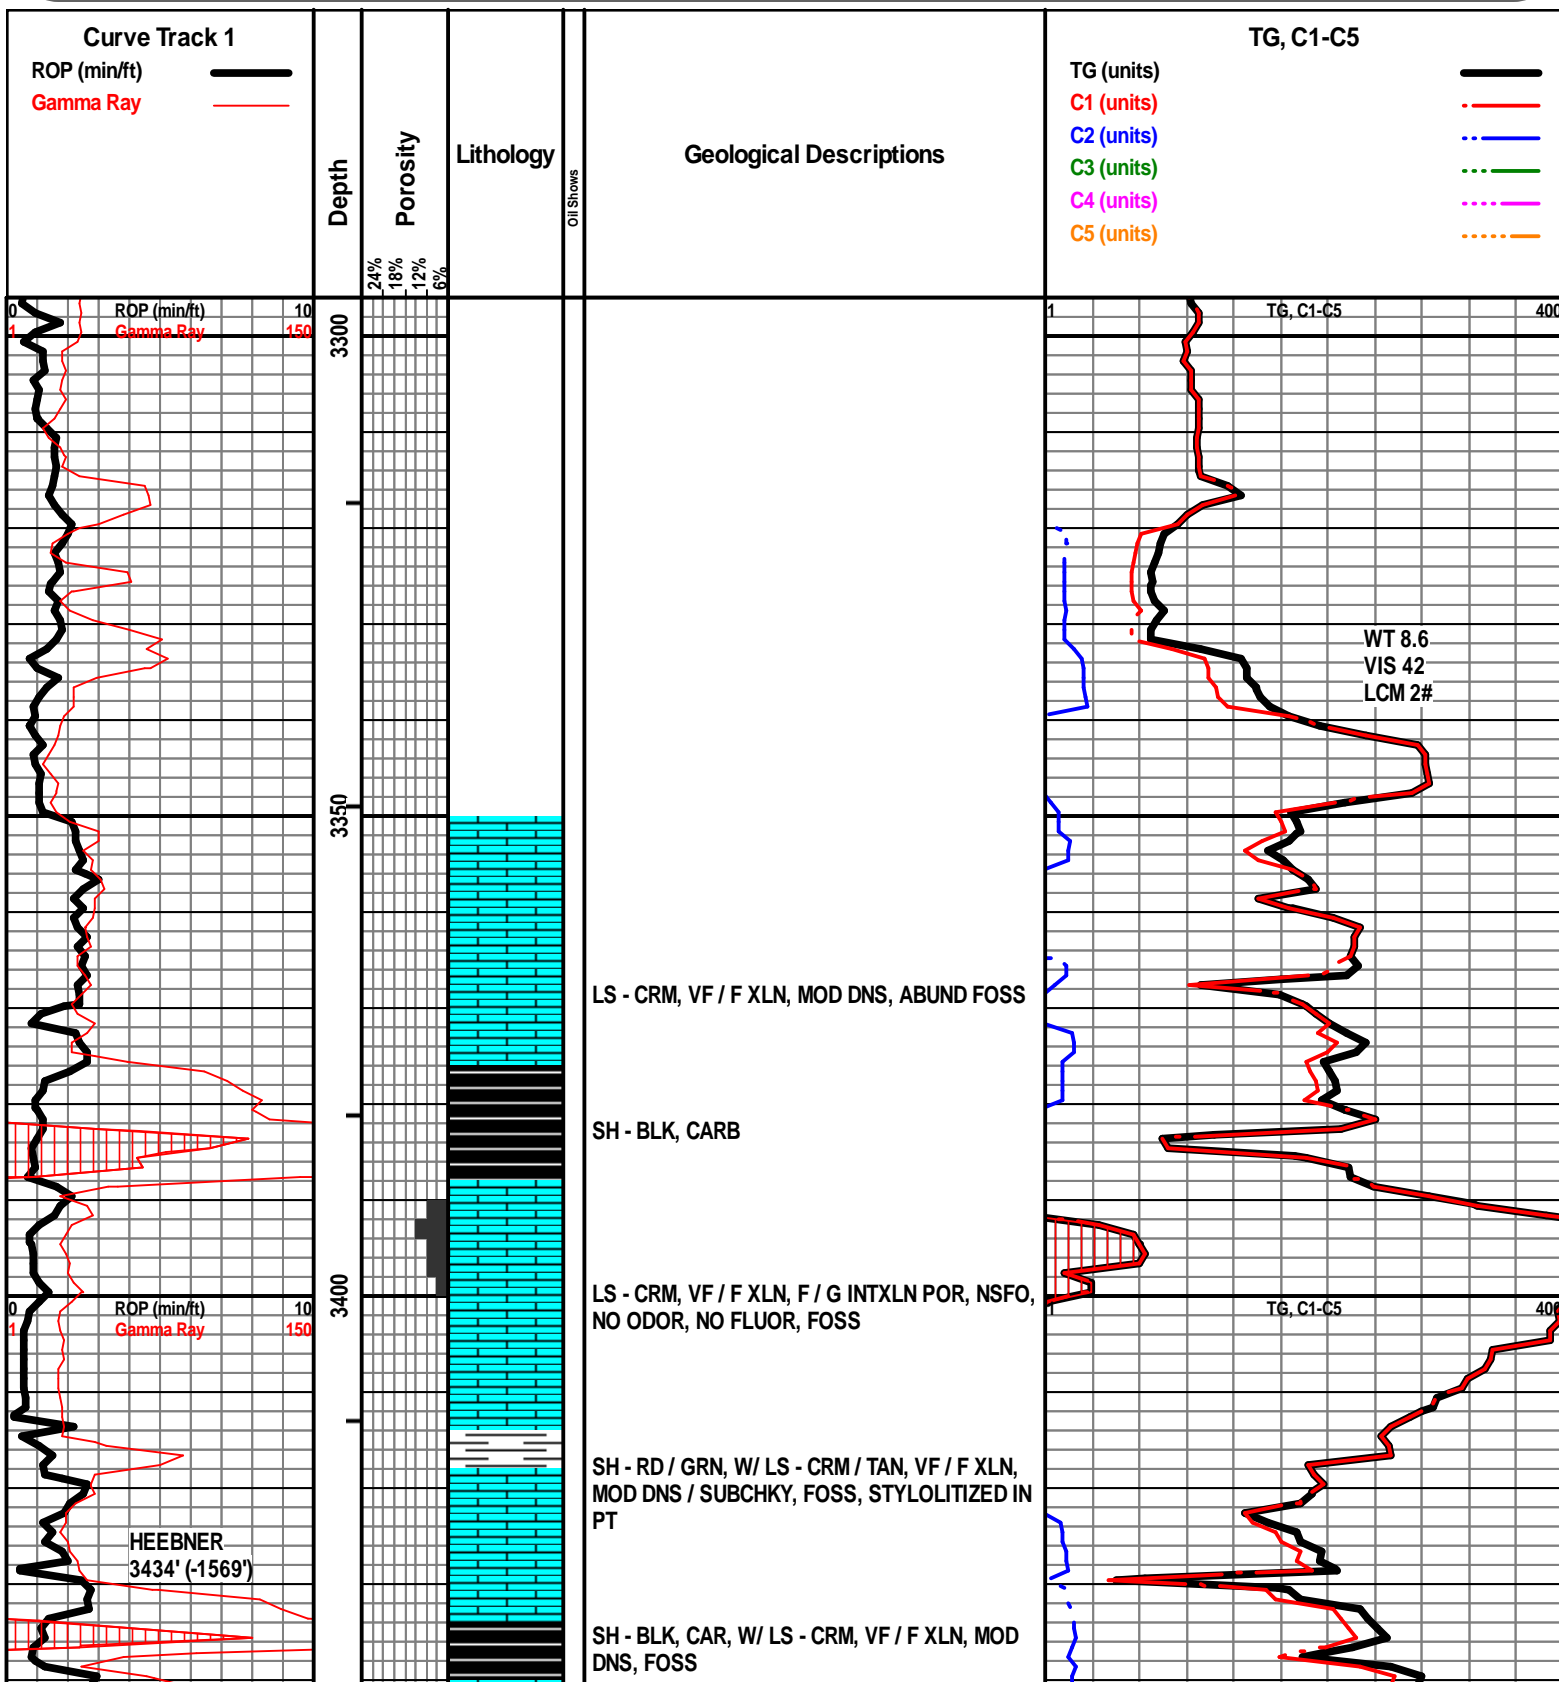 Curve Track 1
ROP (min/ft)
Gamma Ray
Depth
Porosity
24%
18%
12%
6%
Lithology
Oil Shows
Geological Descriptions
TG, C1-C5
TG (units)
C1 (units)
C2 (units)
C3 (units)
C4 (units)
C5 (units)
0 ROP (min/ft) 10
1 Gamma Ray 150
1 TG, C1-C5 400
3300
WT 8.6
VIS 42
LCM 2#
3350
LS - CRM, VF / F XLN, MOD DNS, ABUND FOSS
SH - BLK, CARB
LS - CRM, VF / F XLN, F / G INTXLN POR, NSFO,
NO ODOR, NO FLUOR, FOSS
3400
0 ROP (min/ft) 10
1 Gamma Ray 150
1 TG, C1-C5 400
SH - RD / GRN, W/ LS - CRM / TAN, VF / F XLN,
MOD DNS / SUBCHKY, FOSS, STYLOLITIZED IN
PT
HEEBNER
3434' (-1569')
SH - BLK, CAR, W/ LS - CRM, VF / F XLN, MOD
DNS, FOSS